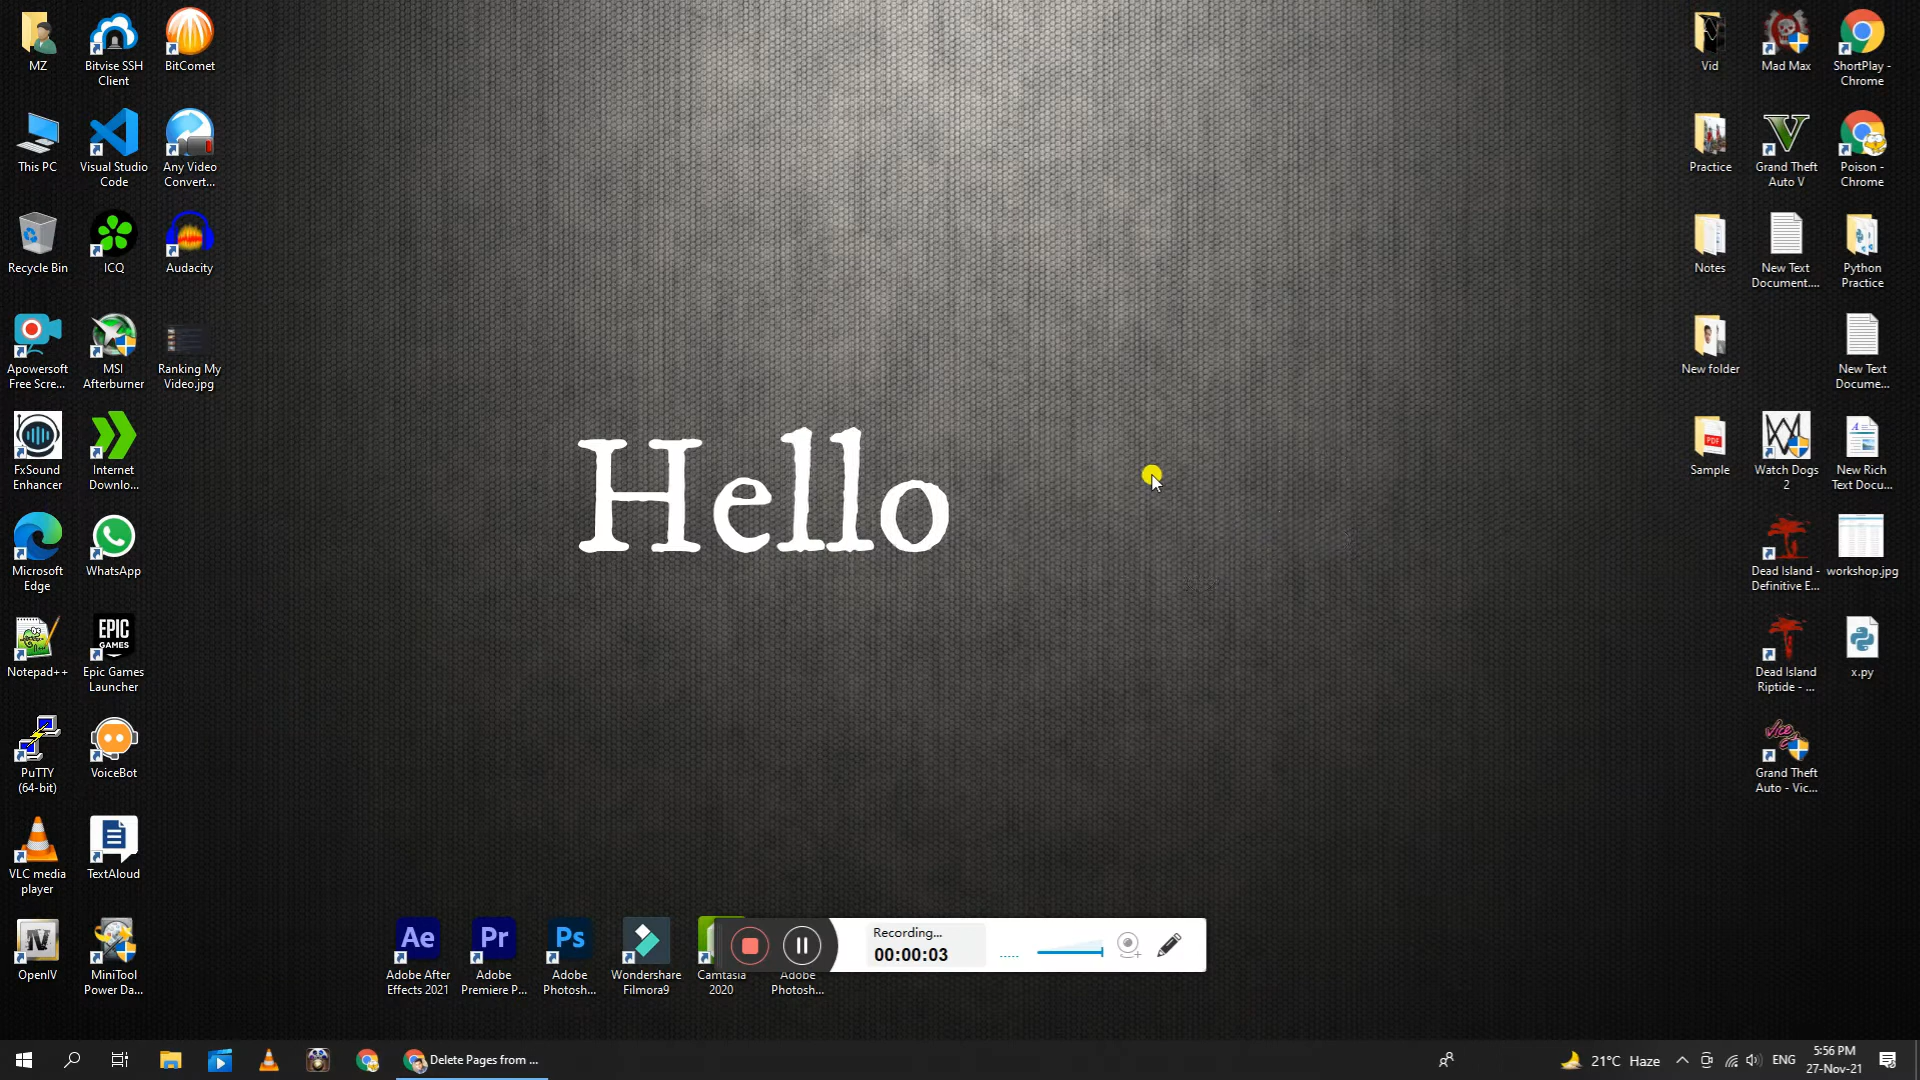 MZ
Bitvise SSH
Client
BitComet
This PC
Visual Studio
Code
Any Video
Convert...
Recycle Bin
ICQ
Audacity
Apowersoft
Free Scre...
MSI
Afterburner
Ranking My
Video.jpg
FxSound
Enhancer
Internet
Downlo...
Microsoft
Edge
WhatsApp
EPIC
GAMES
Notepad++
Epic Games
Launcher
PuTTY
(64-bit)
VoiceBot
VLC media
player
TextAloud
OpenIV
MiniTool
Power Da...
Hello
Vid
Mad Max
ShortPlay -
Chrome
Practice
Grand Theft
Auto V
Poison -
Chrome
Notes
New Text
Document....
Python
Practice
New folder
New Text
Docume...
PDF
Sample
Watch Dogs
2
New Rich
Text Docu...
Dead Island -
Definitive E...
workshop.jpg
Dead Island
Riptide - ...
x.py
Grand Theft
Auto - Vic...
Ae
Adobe After
Effects 2021
Pr
Adobe
Premiere P...
Ps
Adobe
Photosh...
Wondershare
Filmora9
Camtasia
2020
Adobe
Photosh...
Recording...
00:00:03
Delete Pages from ...
21°C Haze
ENG
5:56 PM
27-Nov-21